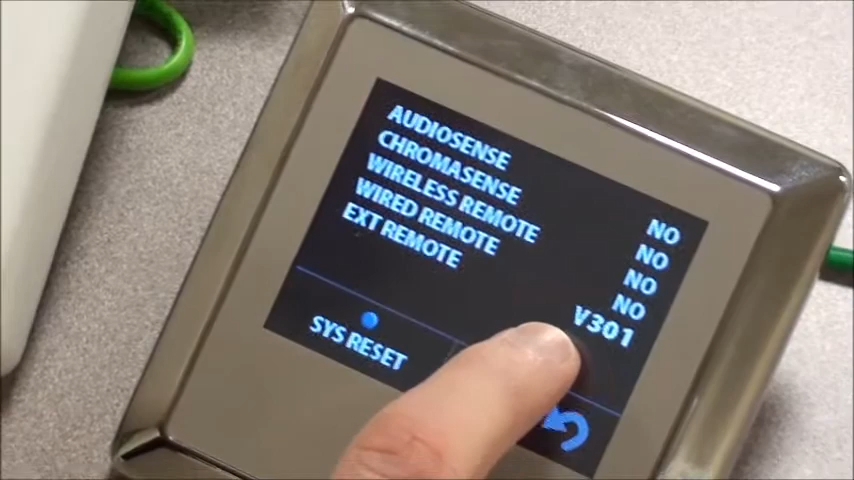 AUDIOSENSE NO
CHROMASENSE NO
WIRELESS REMOTE NO
WIRED REMOTE NO
EXT REMOTE V301
SYS RESET